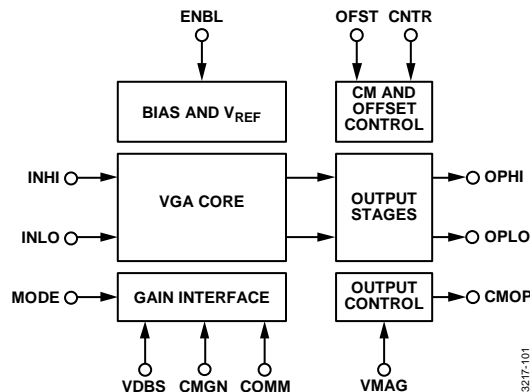 ENBL
OFST CNTR
BIAS AND VREF
CM AND
OFFSET
CONTROL
INHI
INLO
VGA CORE
OUTPUT
STAGES
OPHI
OPLO
MODE
GAIN INTERFACE
OUTPUT
CONTROL
CMOP
VDBS CMGN COMM
VMAG
3217-101